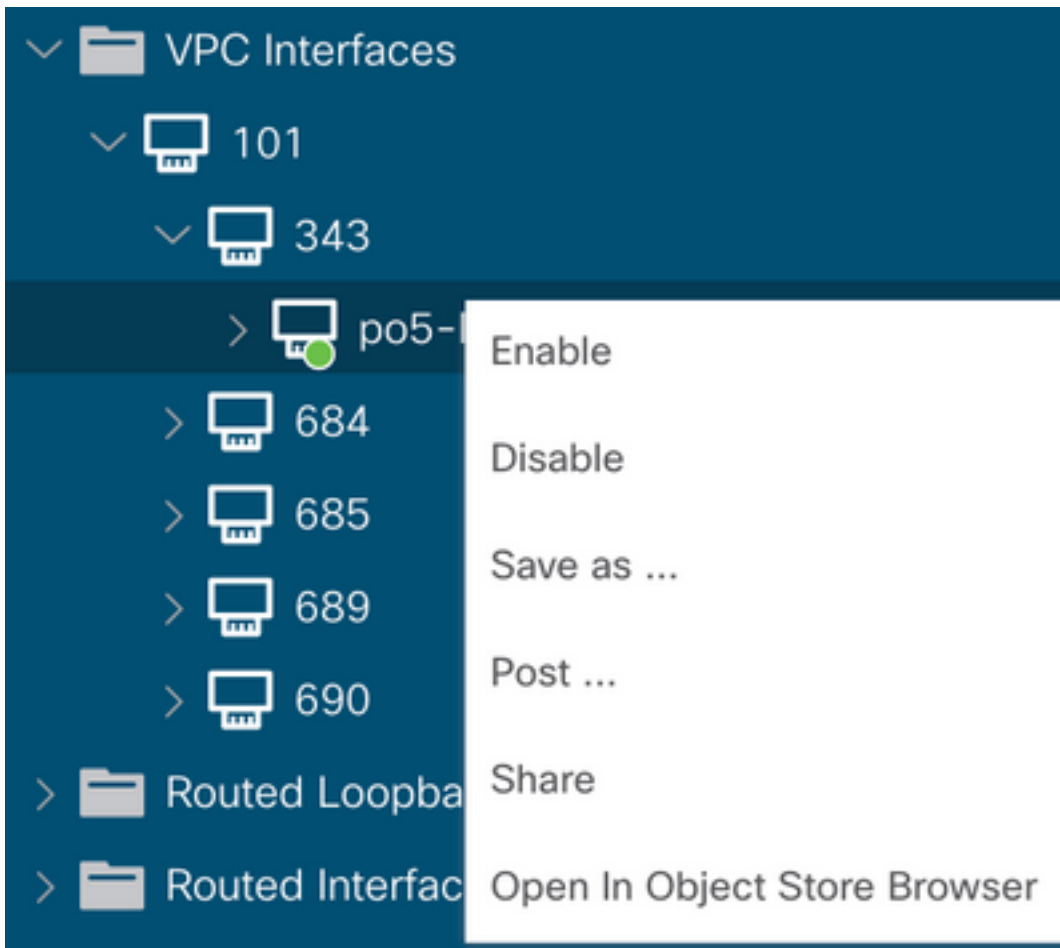 VPC Interfaces
101
343
po5-
Enable
684
Disable
685
Save as ...
689
Post ...
690
Share
Routed Loopba
Routed Interfac
Open In Object Store Browser